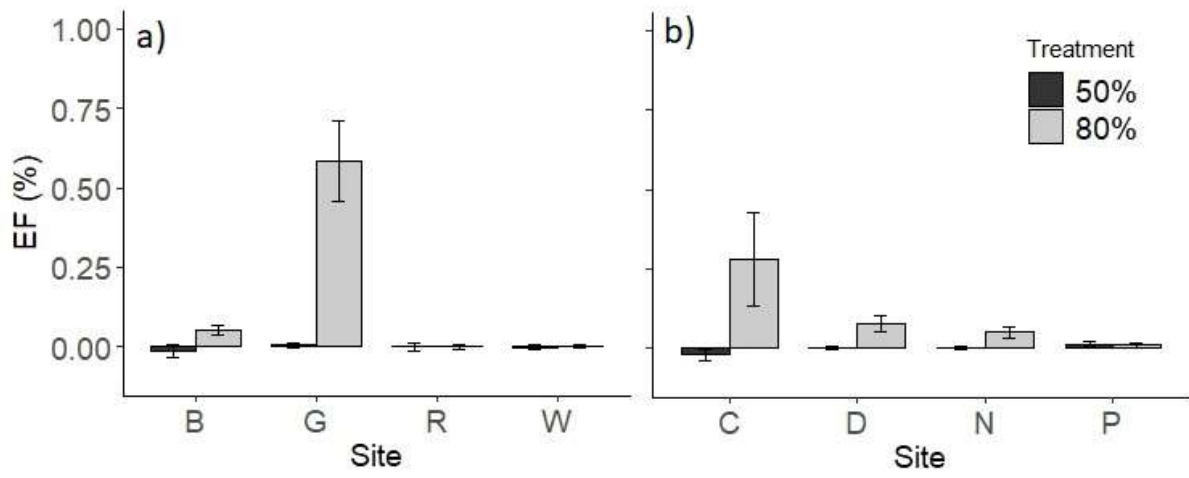 a)
EF (%)
1.00
0.75
0.50
0.25
0.00
B G R W
Site
b)
Treatment
50%
80%
C D N P
Site